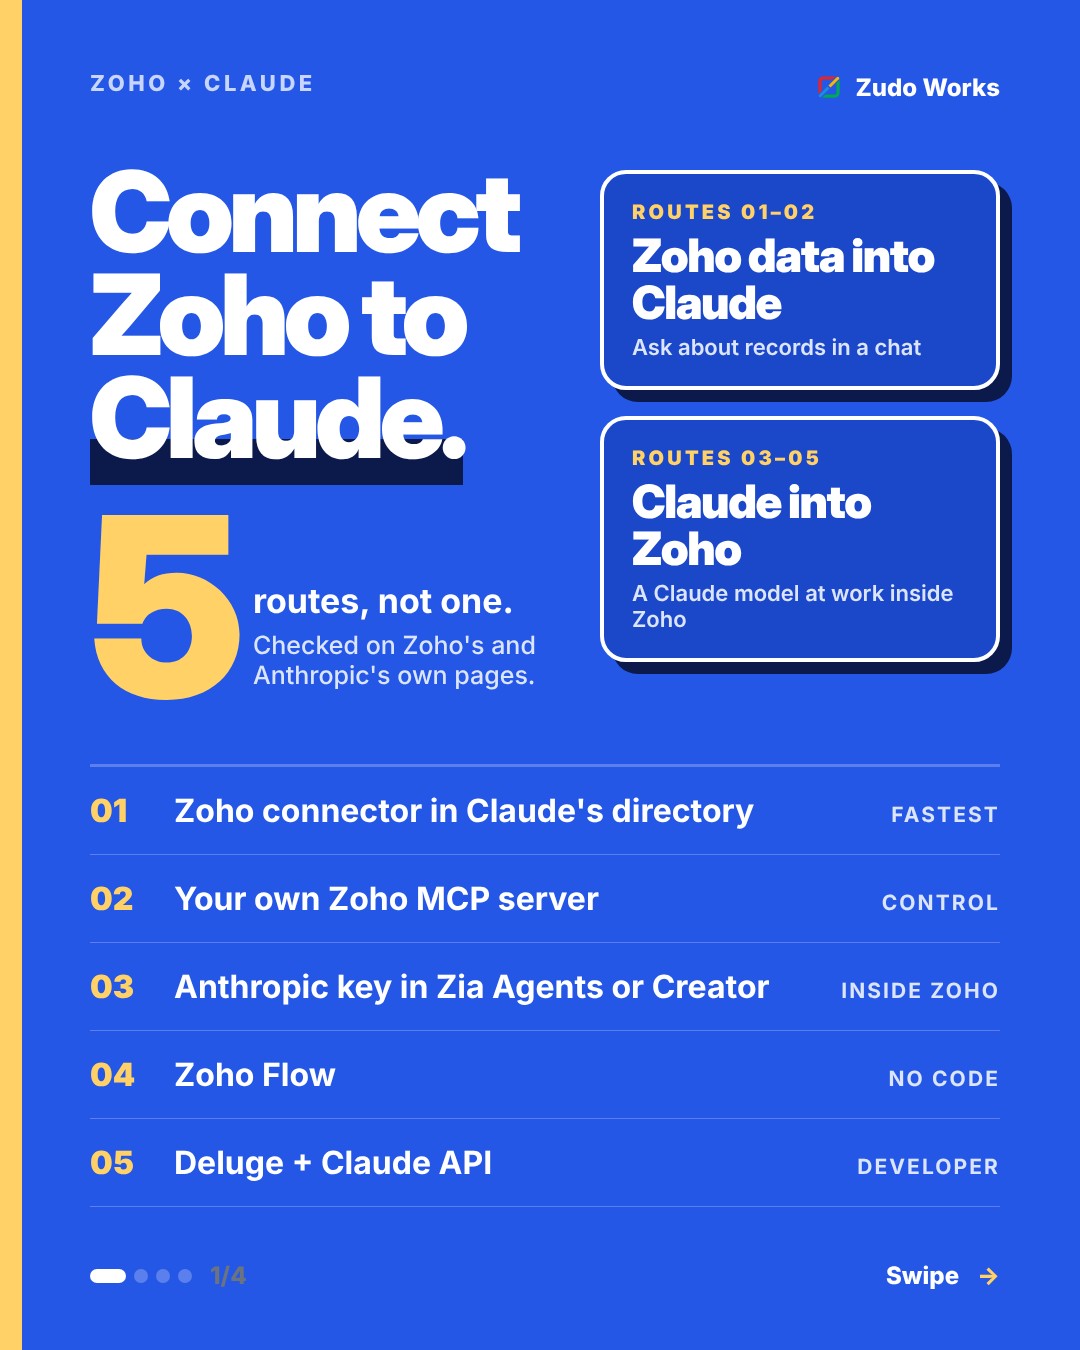 ZOHO × CLAUDE
Zudo Works
Connect
Zoho to
Claude.
5
routes, not one.
Checked on Zoho's and
Anthropic's own pages.
ROUTES 01–02
Zoho data into
Claude
Ask about records in a chat
ROUTES 03–05
Claude into
Zoho
A Claude model at work inside
Zoho
01 Zoho connector in Claude's directory FASTEST
02 Your own Zoho MCP server CONTROL
03 Anthropic key in Zia Agents or Creator INSIDE ZOHO
04 Zoho Flow NO CODE
05 Deluge + Claude API DEVELOPER
1/4
Swipe →